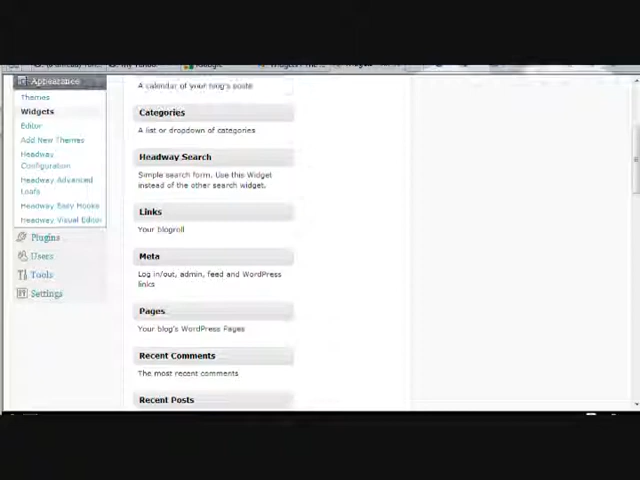 Appearance
Themes
Widgets
Editor
Add New Themes
Headway
Configuration
Headway Advanced
Leafs
Headway Easy Hooks
Headway Visual Editor
Plugins
Users
Tools
Settings
A calendar of your blog's posts
Categories
A list or dropdown of categories
Headway Search
Simple search form. Use this Widget
instead of the other search widget.
Links
Your blogroll
Meta
Log in/out, admin, feed and WordPress
links
Pages
Your blog's WordPress Pages
Recent Comments
The most recent comments
Recent Posts